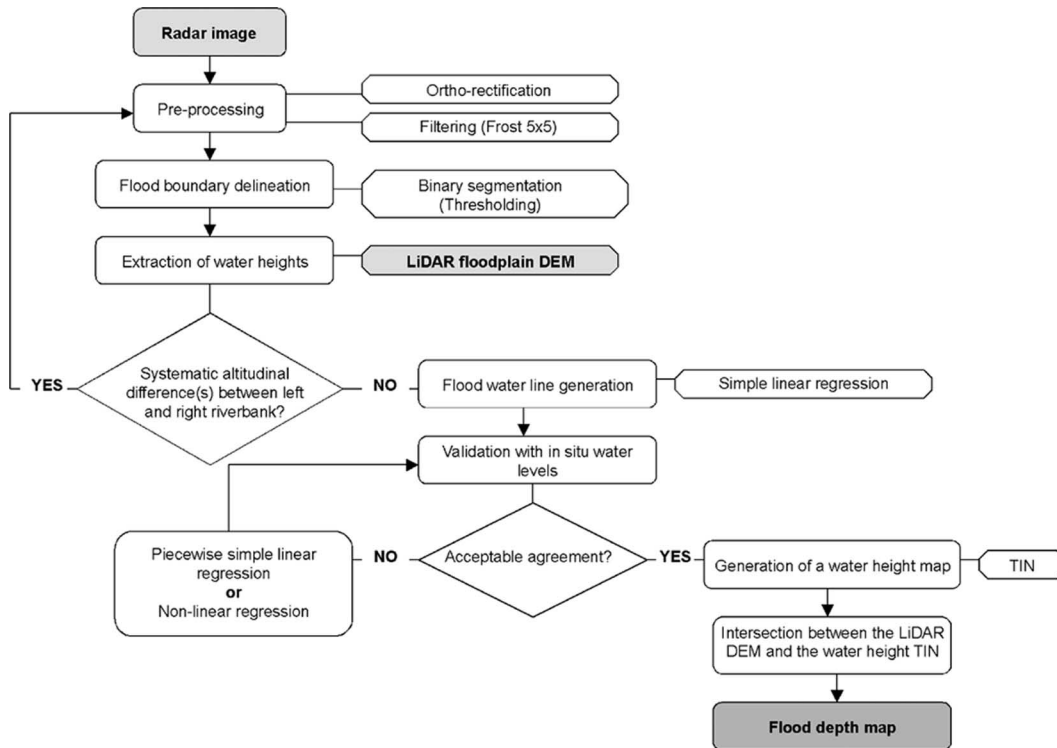 Radar image
Pre-processing
Ortho-rectification
Filtering (Frost 5x5)
Flood boundary delineation
Binary segmentation
(Thresholding)
Extraction of water heights
LiDAR floodplain DEM
YES
Systematic altitudinal
difference(s) between left
and right riverbank?
NO
Flood water line generation
Simple linear regression
Validation with in situ water
levels
Piecewise simple linear
regression
or
Non-linear regression
NO
Acceptable agreement?
YES
Generation of a water height map
TIN
Intersection between the LiDAR
DEM and the water height TIN
Flood depth map